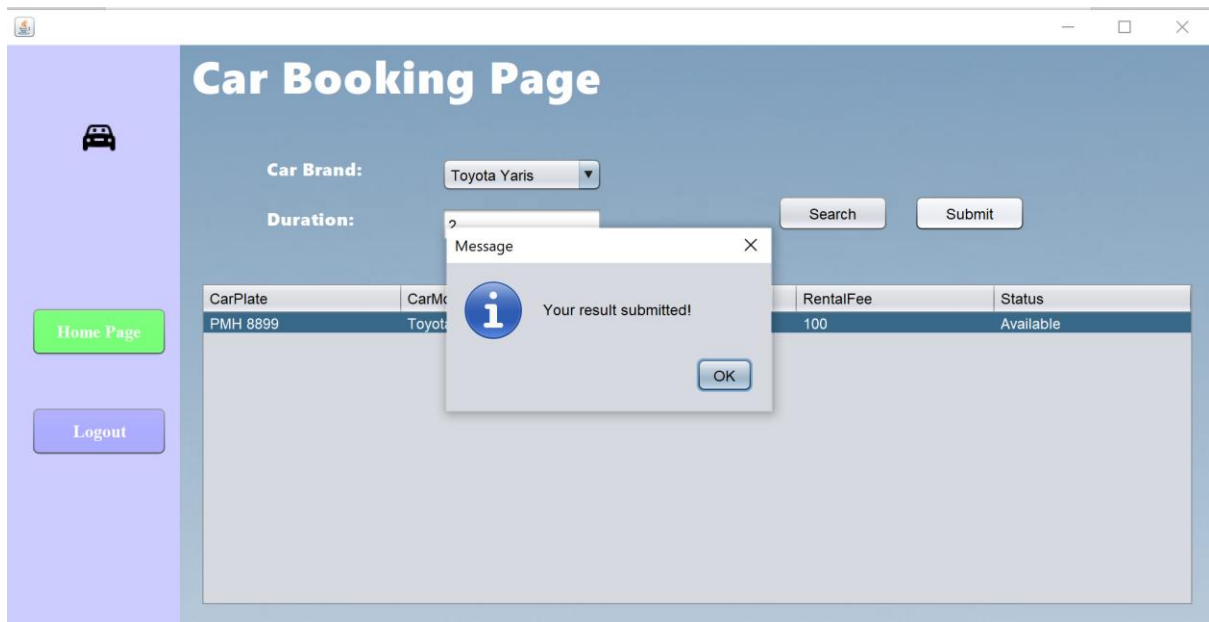 Car Booking Page
Car Brand:
Toyota Yaris
Duration:
Search
Submit
Message
Your result submitted!
OK
CarPlate
RentalFee
Status
PMH 8899
100
Available
Home Page
Logout